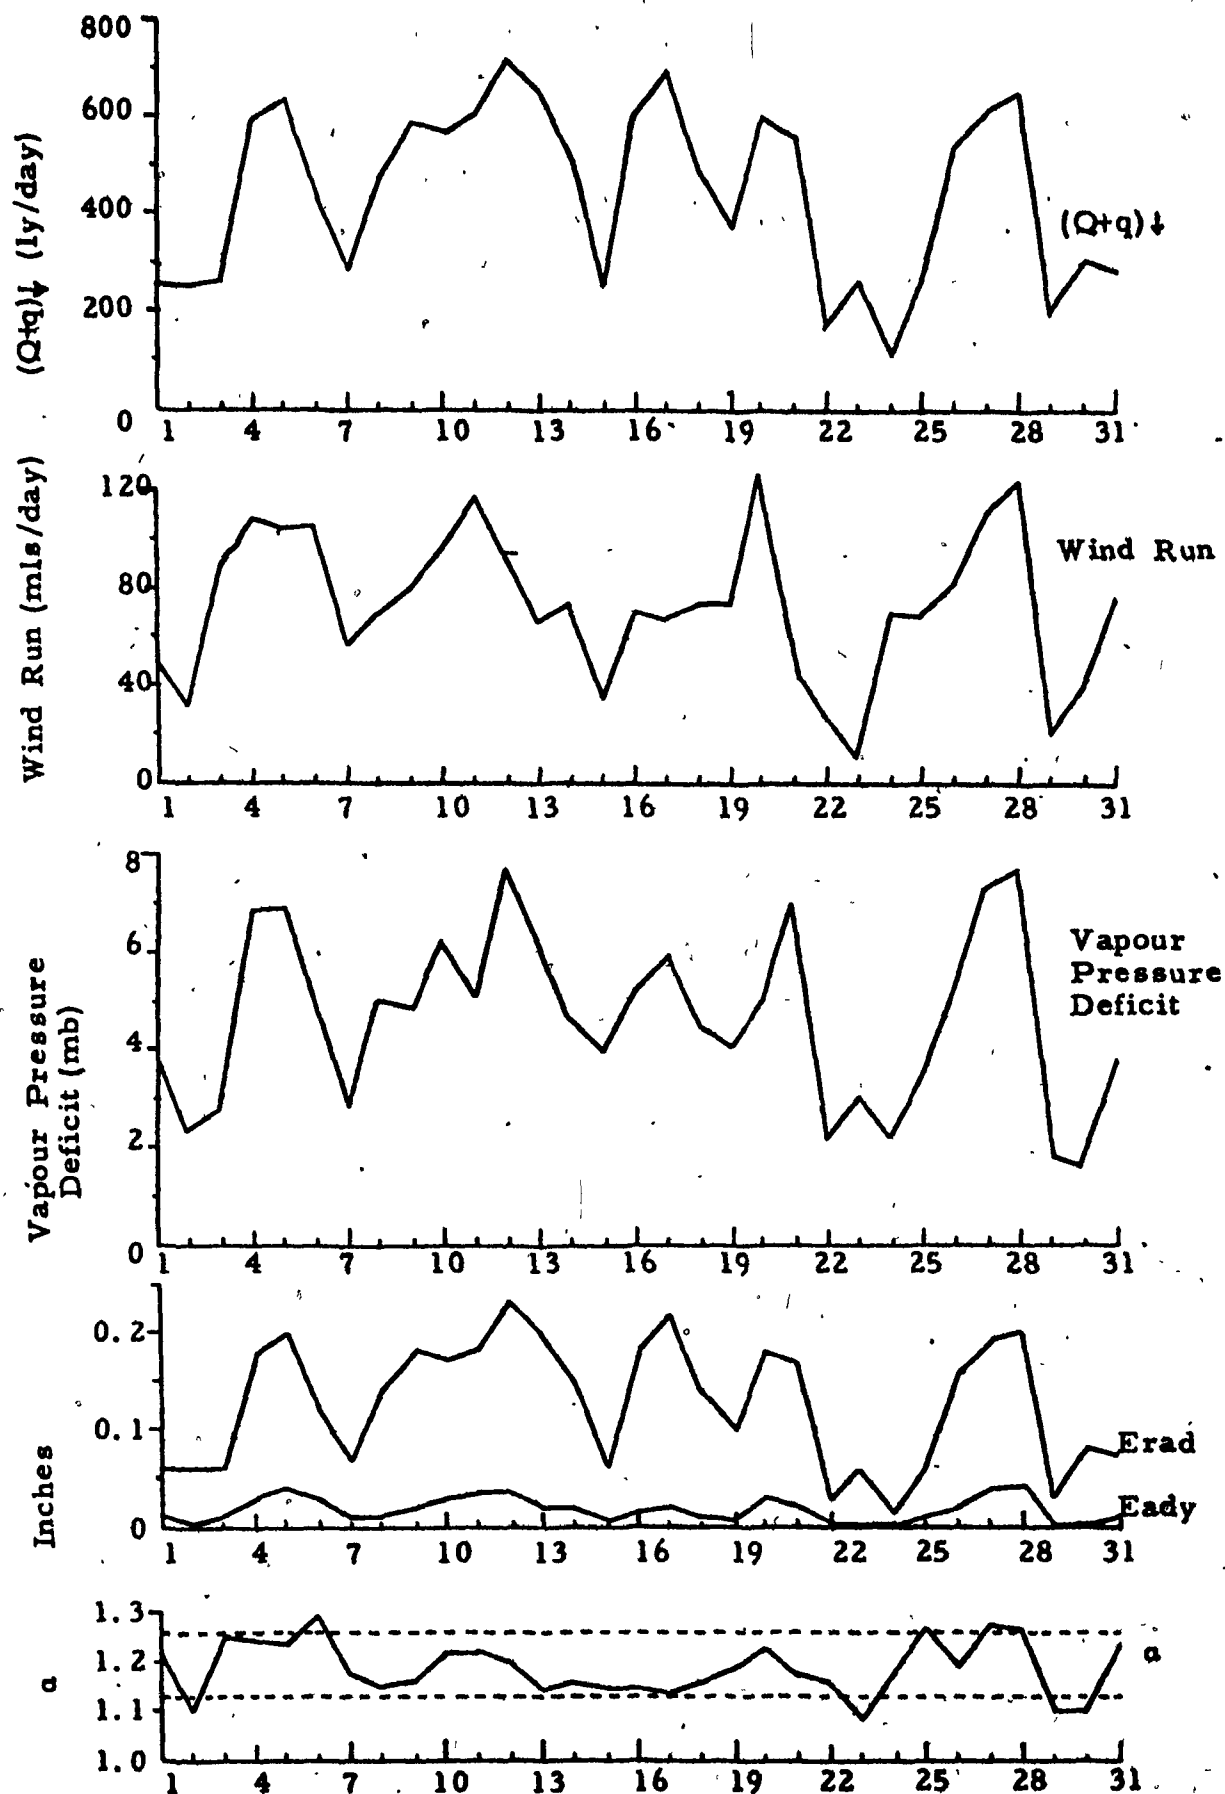 800
600
400
200
0
(Q+q)↓ (ly/day)
(Q+q)↓
1 4 7 10 13 16 19 22 25 28 31
120
80
40
0
Wind Run (mls/day)
Wind Run
1 4 7 10 13 16 19 22 25 28 31
8
6
4
2
0
Vapour Pressure
Deficit (mb)
Vapour
Pressure
Deficit
1 4 7 10 13 16 19 22 25 28 31
0.2
0.1
0
Inches
Erad
Eady
1 4 7 10 13 16 19 22 25 28 31
1.3
1.2
1.1
1.0
α
α
1 4 7 10 13 16 19 22 25 28 31